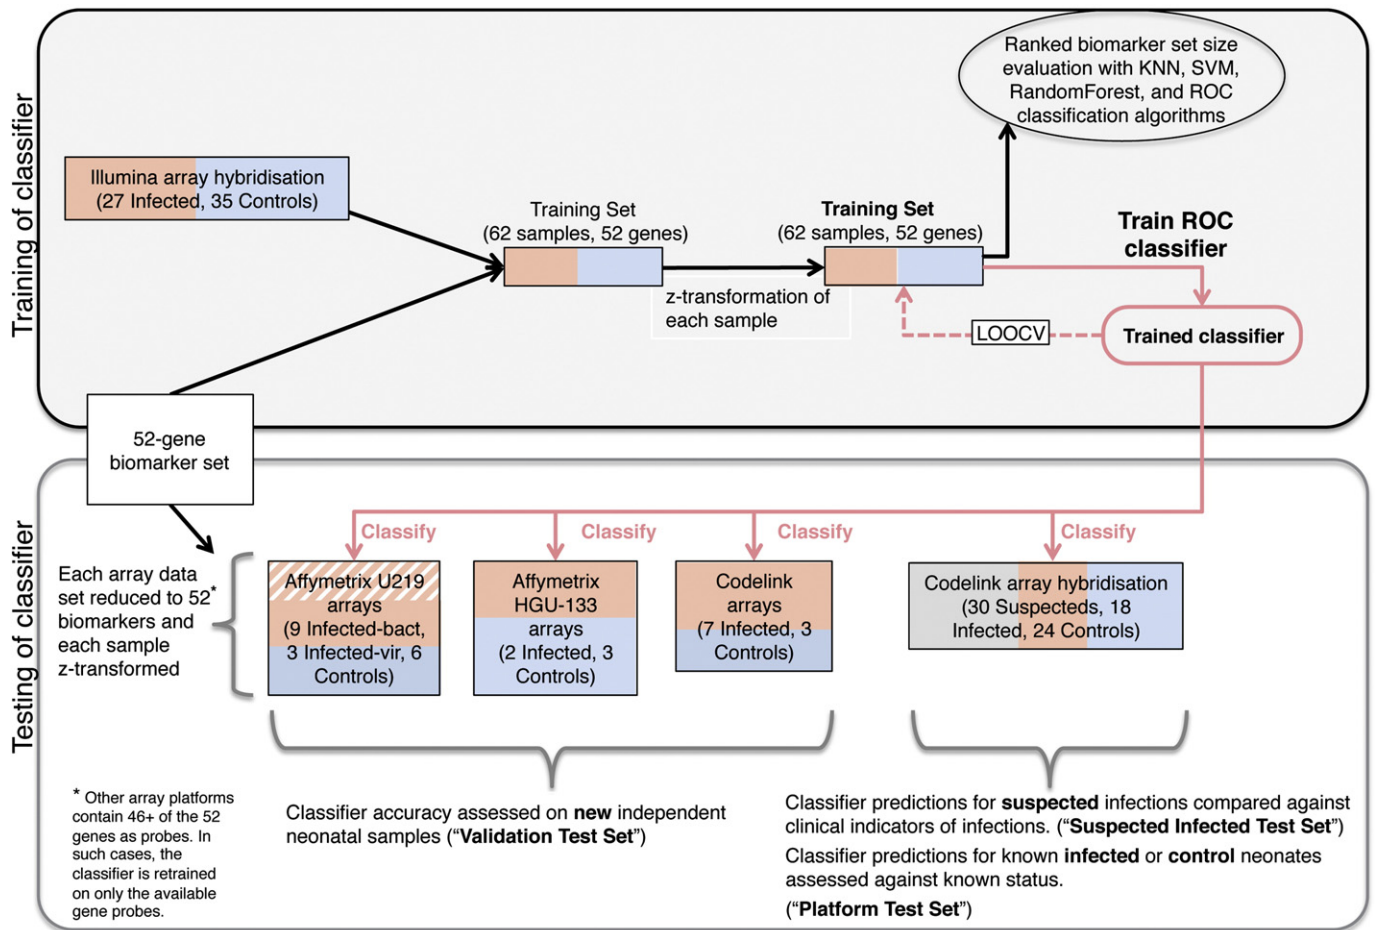 Training of classifier
Ranked biomarker set size
evaluation with KNN, SVM,
RandomForest, and ROC
classification algorithms
Illumina array hybridisation
(27 Infected, 35 Controls)
Training Set
(62 samples, 52 genes)
Training Set
(62 samples, 52 genes)
Train ROC
classifier
z-transformation of
each sample
LOOCV
Trained classifier
52-gene
biomarker set
Testing of classifier
Classify
Classify
Classify
Classify
Each array data
set reduced to 52*
biomarkers and
each sample
z-transformed
Affymetrix U219
arrays
(9 Infected-bact,
3 Infected-vir, 6
Controls)
Affymetrix
HGU-133
arrays
(2 Infected, 3
Controls)
Codelink
arrays
(7 Infected, 3
Controls)
Codelink array hybridisation
(30 Suspecteds, 18
Infected, 24 Controls)
* Other array platforms
contain 46+ of the 52
genes as probes. In
such cases, the
classifier is retrained
on only the available
gene probes.
Classifier accuracy assessed on new independent
neonatal samples (“Validation Test Set”)
Classifier predictions for suspected infections compared against
clinical indicators of infections. (“Suspected Infected Test Set”)
Classifier predictions for known infected or control neonates
assessed against known status.
(“Platform Test Set”)